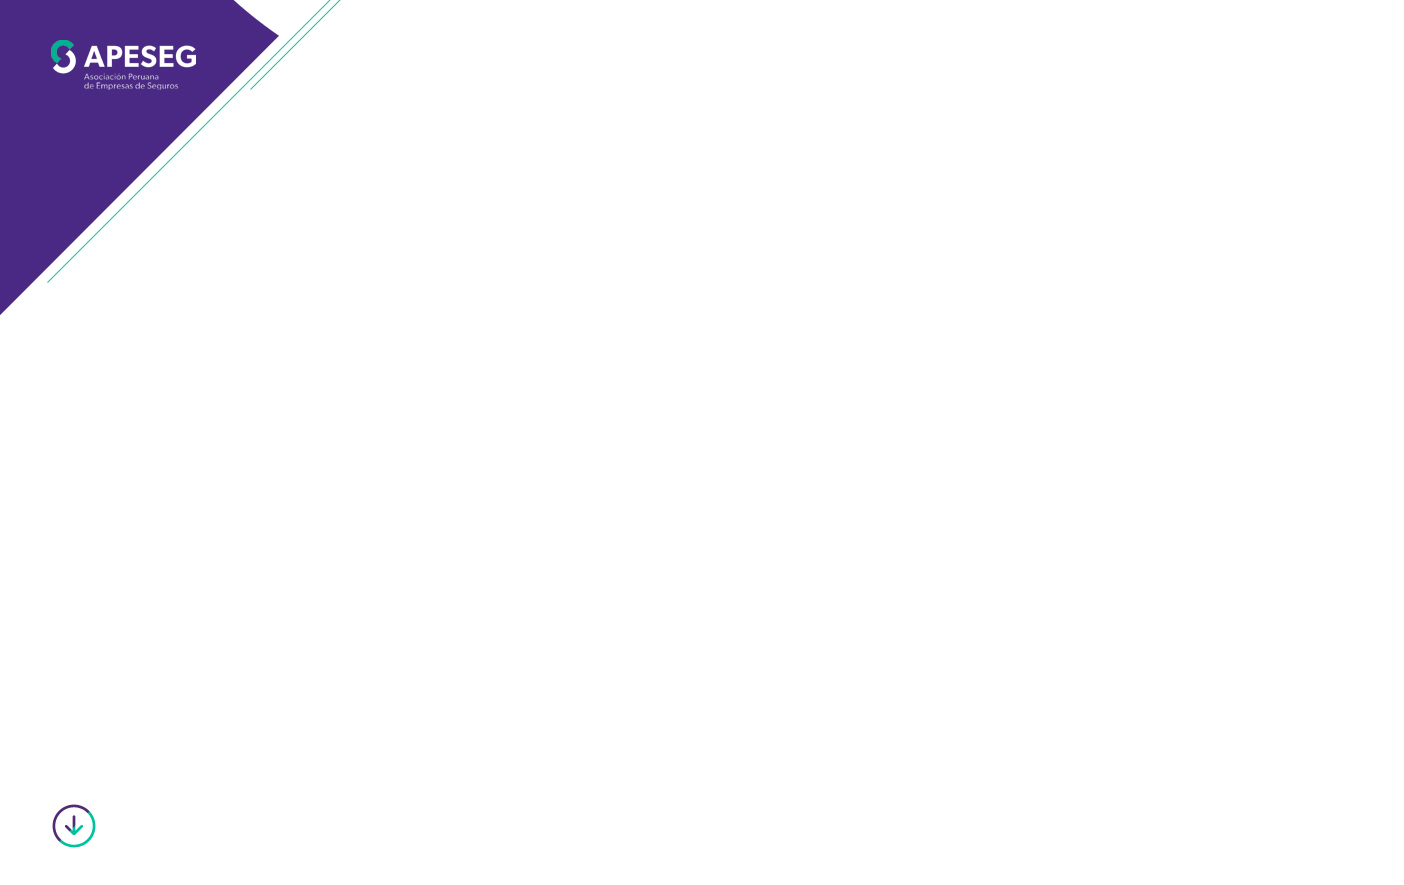 APESEG
Asociación Peruana
de Empresas de Seguros